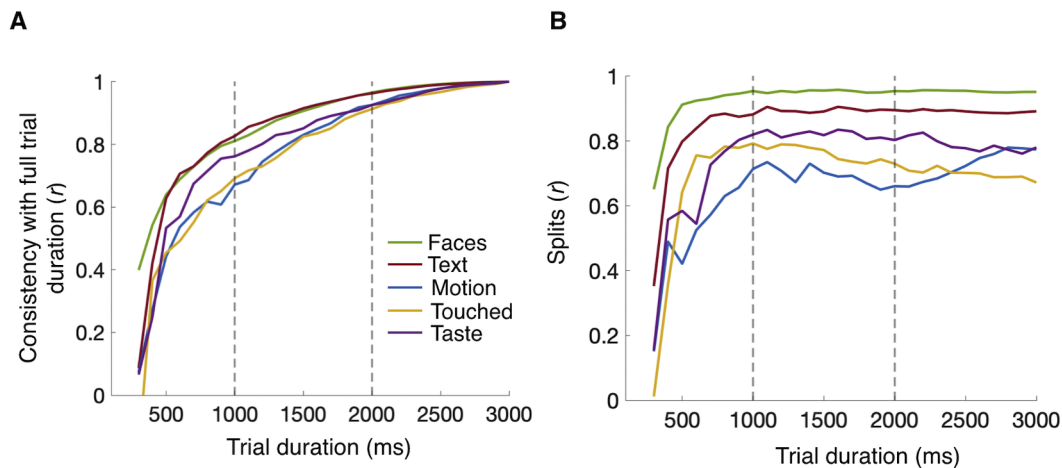 A
Consistency with full trial
duration (r)
1
0.8
0.6
0.4
0.2
0
500
1000
1500
2000
2500
3000
Trial duration (ms)
Faces
Text
Motion
Touched
Taste
B
Splits (r)
1
0.8
0.6
0.4
0.2
0
500
1000
1500
2000
2500
3000
Trial duration (ms)